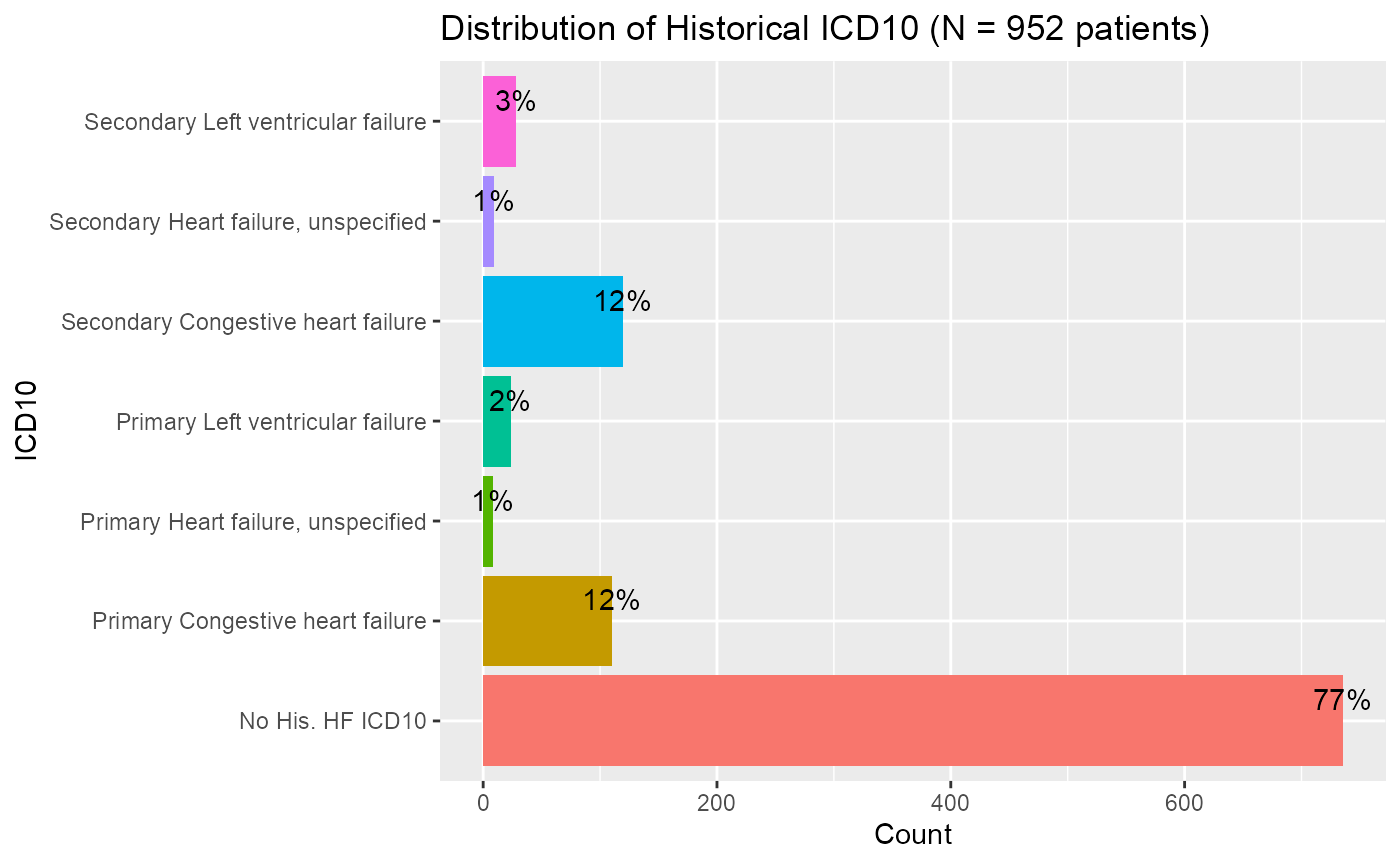 Distribution of Historical ICD10 (N = 952 patients)
Secondary Left ventricular failure
3%
Secondary Heart failure, unspecified
1%
Secondary Congestive heart failure
12%
Primary Left ventricular failure
2%
Primary Heart failure, unspecified
1%
Primary Congestive heart failure
12%
No His. HF ICD10
77%
ICD10
0 200 400 600
Count